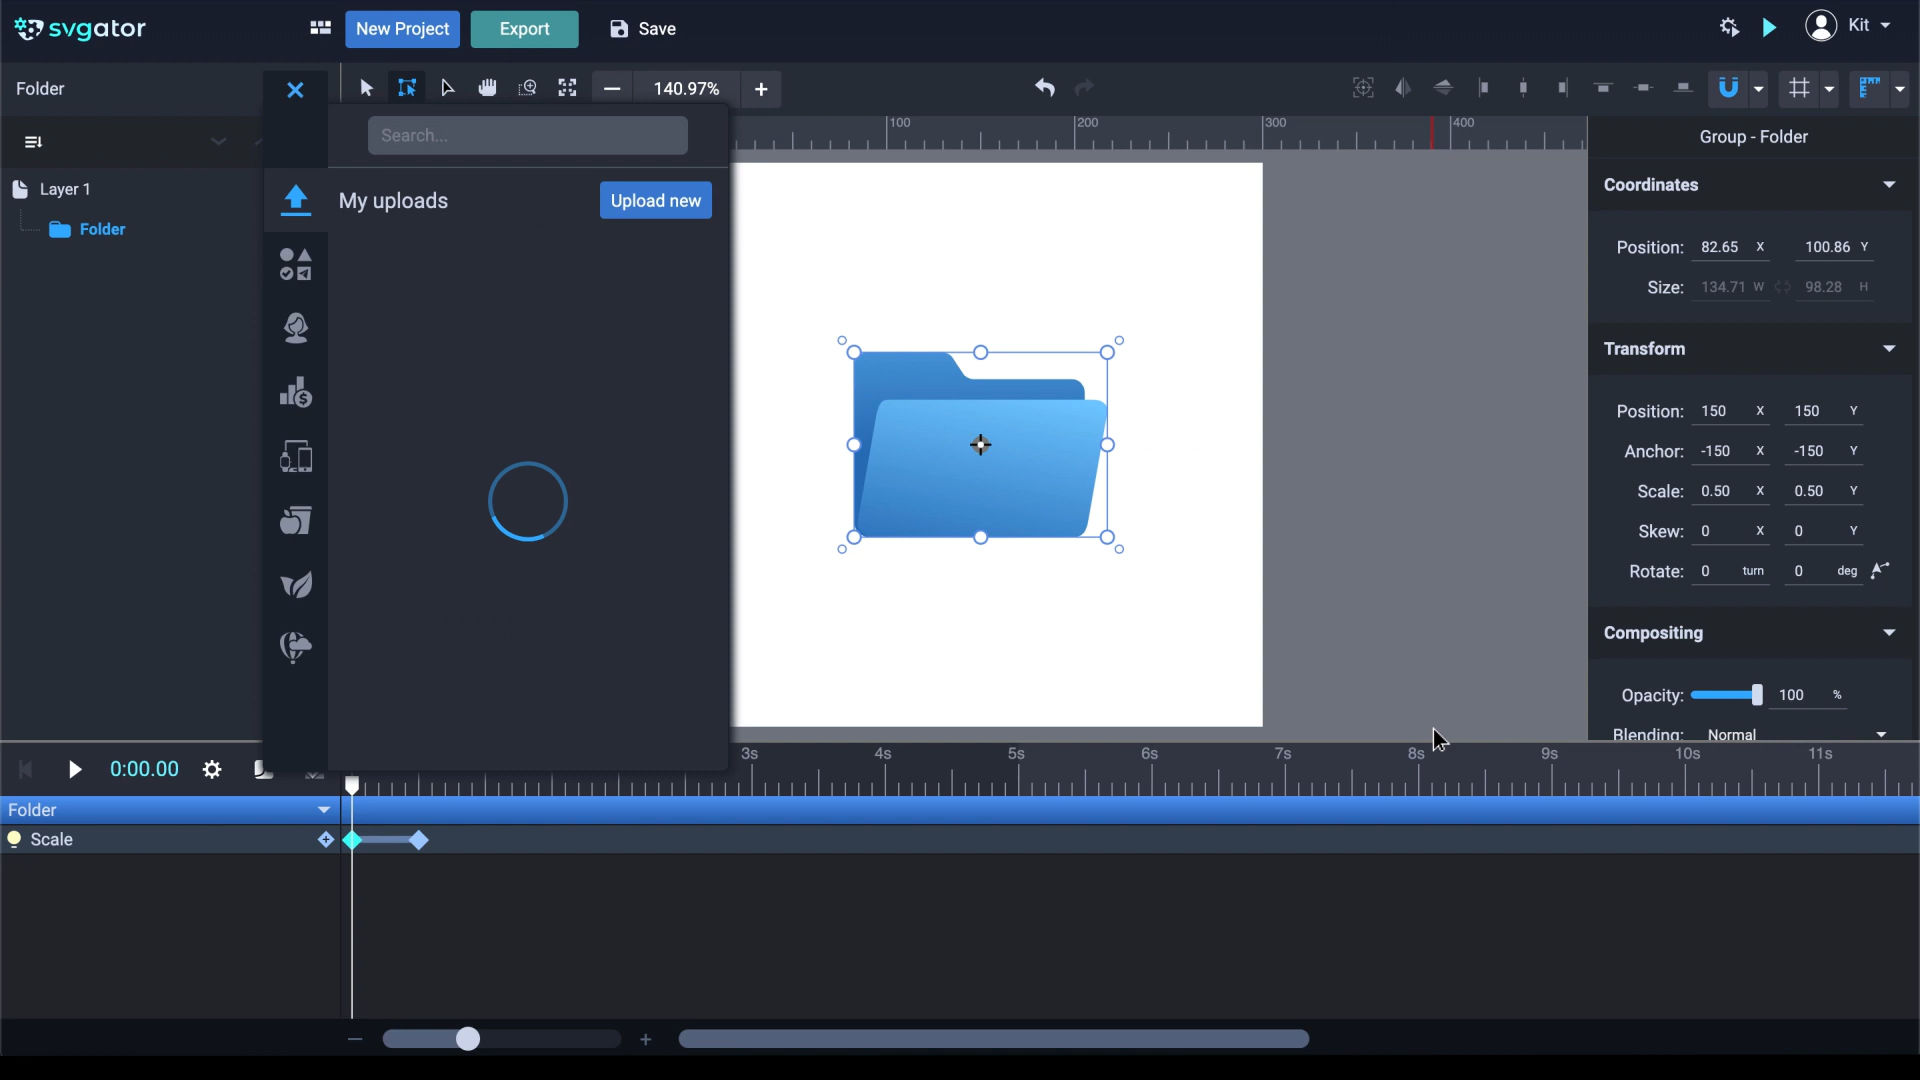 svgator
New Project
Export
Save
Kit
Folder
140.97%
Search...
100
200
300
400
Group - Folder
Layer 1
My uploads
Upload new
Coordinates
Folder
Position: 82.65 X 100.86 Y
Size: 134.71 W 98.28 H
Transform
Position: 150 X 150 Y
Anchor: -150 X -150 Y
Scale: 0.50 X 0.50 Y
Skew: 0 X 0 Y
Rotate: 0 turn 0 deg
Compositing
Opacity: 100 %
Blending: Normal
0:00.00
3s 4s 5s 6s 7s 8s 9s 10s 11s
Folder
Scale